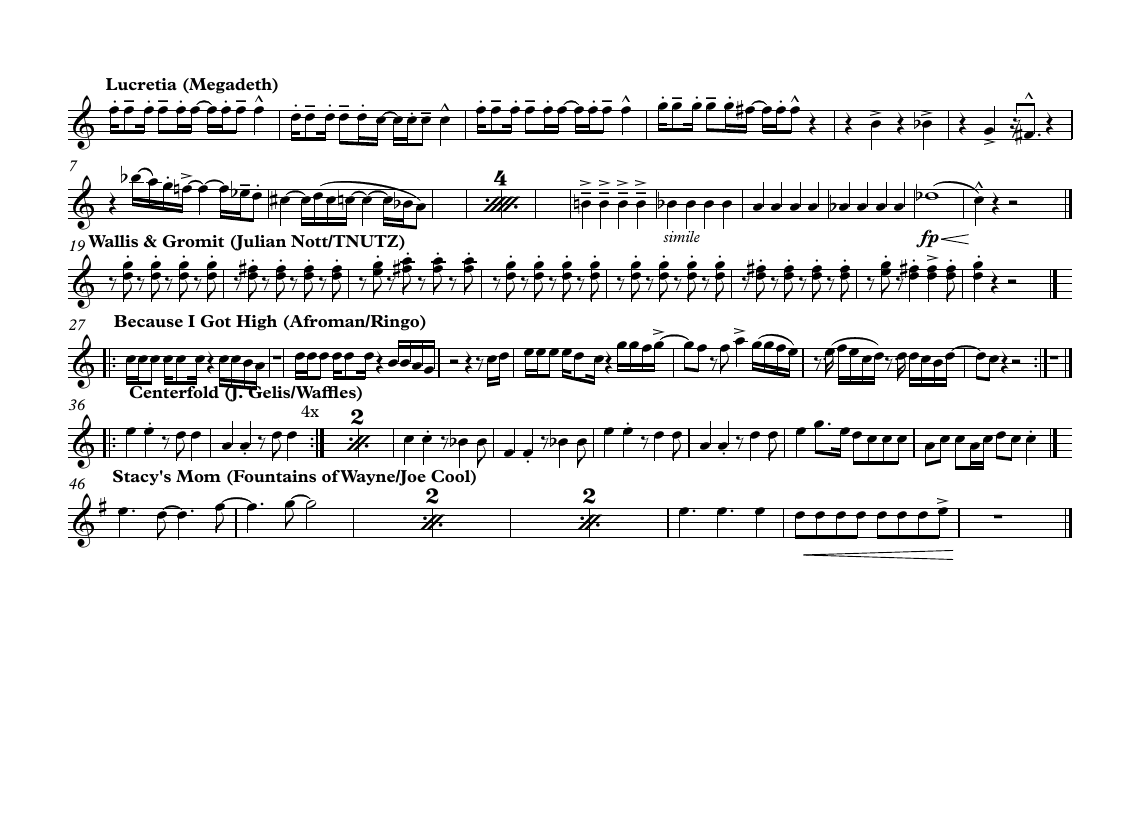 Lucretia (Megadeth)
7
4
simile
fp
19 Wallis & Gromit (Julian Nott/TNUTZ)
27 Because I Got High (Afroman/Ringo)
Centerfold (J. Gelis/Waffles)
36
4x
2
Stacy's Mom (Fountains of Wayne/Joe Cool)
46
2
2